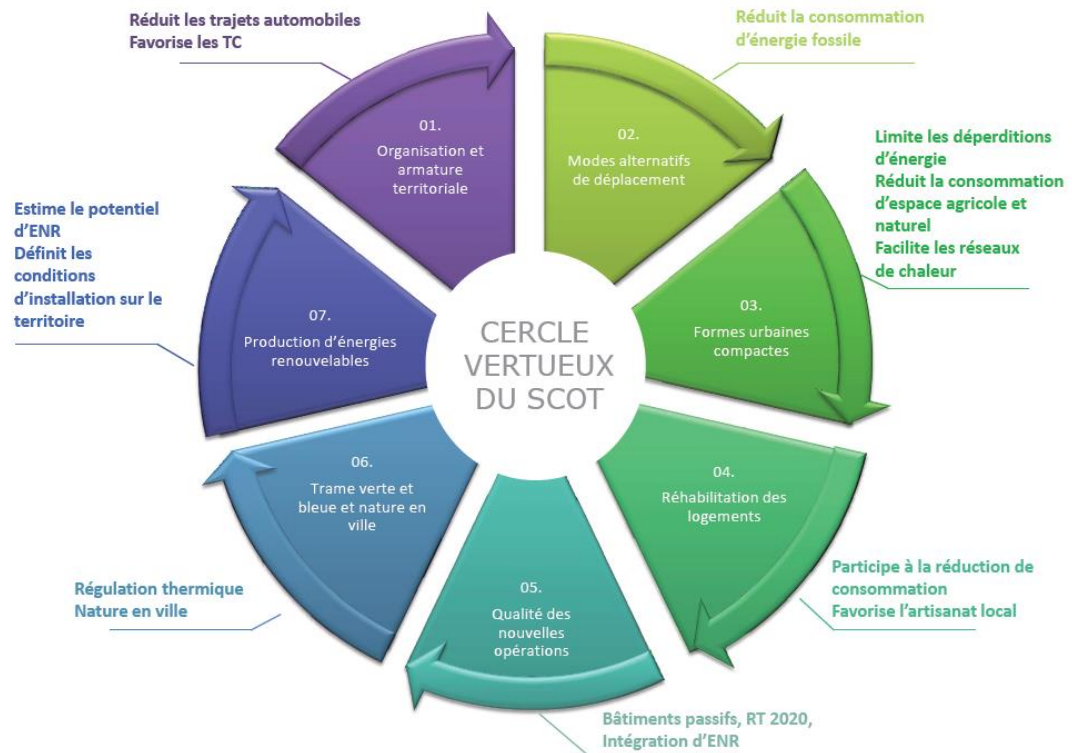 Réduit les trajets automobiles
Favorise les TC
01.
Organisation et
armature
territoriale
Réduit la consommation
d’énergie fossile
02.
Modes alternatifs
de déplacement
Limite les déperditions
d’énergie
Réduit la consommation
d’espace agricole et
naturel
Facilite les réseaux
de chaleur
03.
Formes urbaines
compactes
04.
Réhabilitation des
logements
Participe à la réduction de
consommation
Favorise l’artisanat local
05.
Qualité des
nouvelles
opérations
Bâtiments passifs, RT 2020,
Intégration d’ENR
06.
Trame verte et
bleue et nature en
ville
Régulation thermique
Nature en ville
07.
Production d’énergies
renouvelables
Estime le potentiel
d’ENR
Définit les
conditions
d’installation sur le
territoire
CERCLE
VERTUEUX
DU SCOT